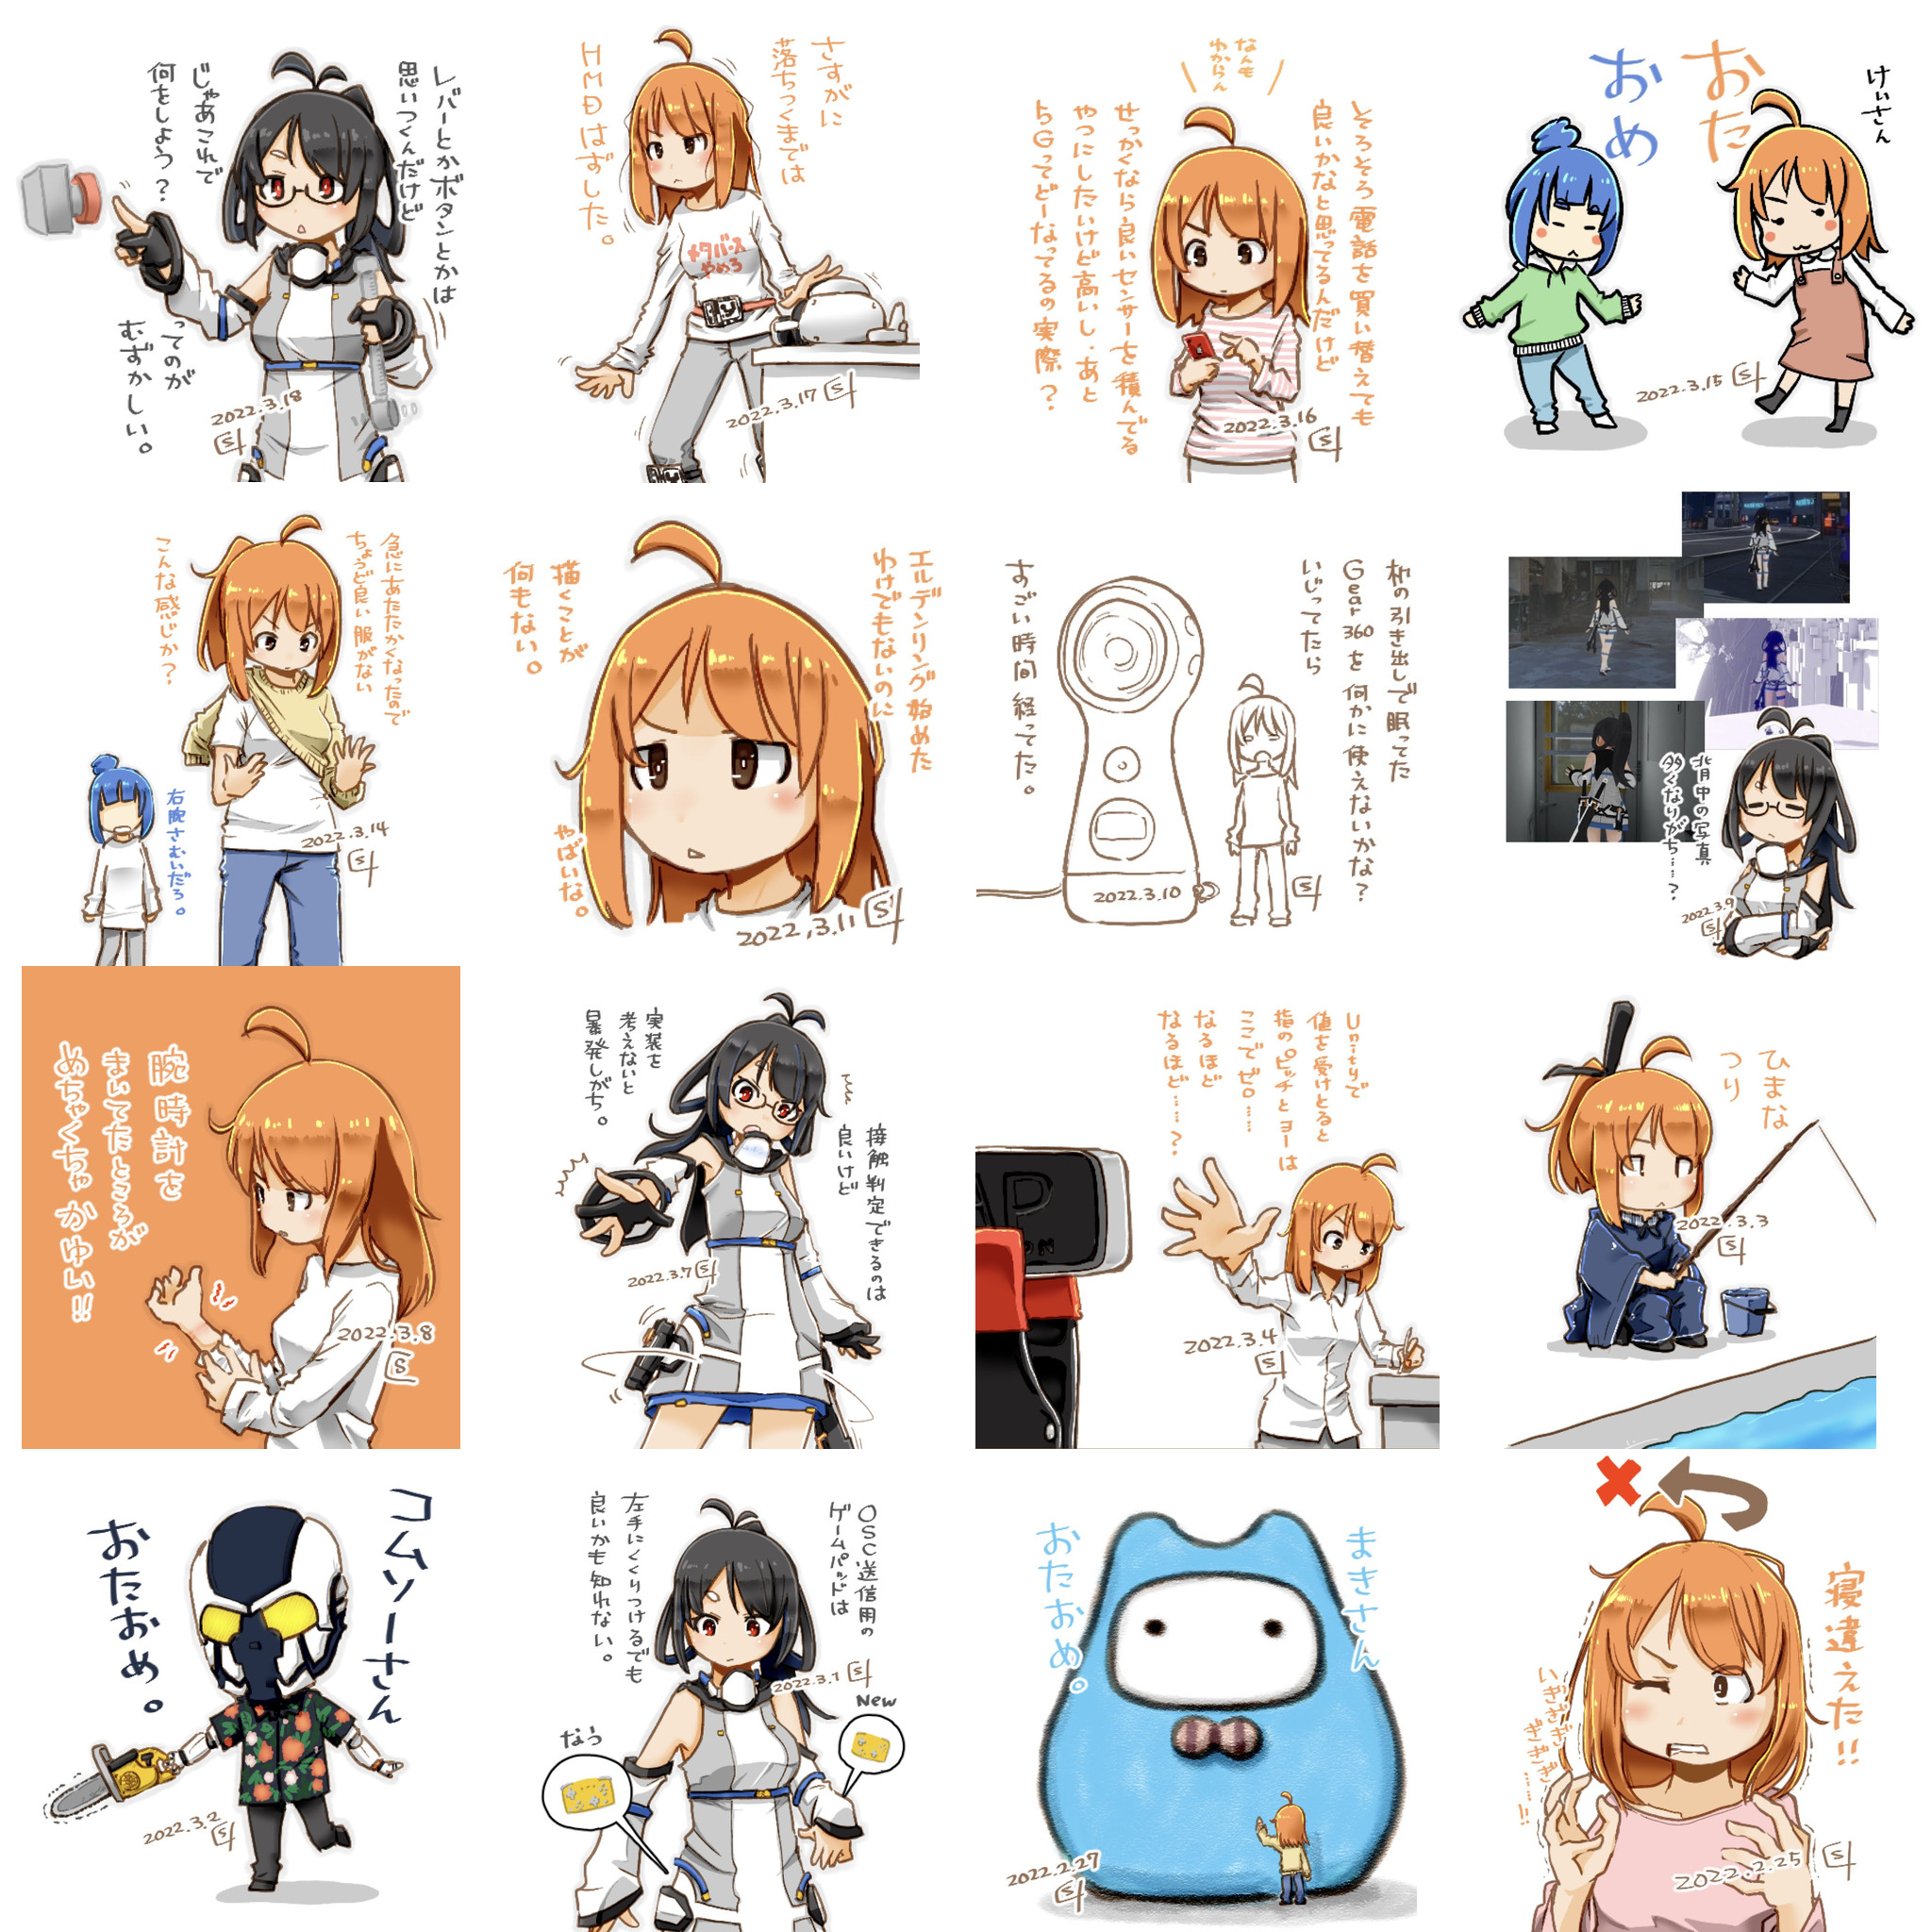 レバーとかボタンとかは
思いつくんだけど
じゃあこれで
何をしよう？
ってのが
むずかしい。
2022.3.18
さすがに
落ちつくまでは
HMDはずした。
メタバース
やめろ
2022.3.17
なんも
わからん
そろそろ電話を買い替えても
良いかなと思ってるんだけど
せっかくなら良いセンサーを積んでる
やつにしたいけど高いし、あと
5Gってどーなってるの実際？
2022.3.16
けいさん
おた
おめ
2022.3.15
急にあたたかくなったので
ちょうど良い服がない
こんな感じか？
右腕さむいだろ。
2022.3.14
エルデンリング始めた
わけでもないのに
描くことが
何もない。
やばいな。
2022.3.11
机の引き出しで眠ってた
Gear360を何かに使えないかな？
いじってたら
すごい時間経ってた。
2022.3.10
背中の写真
多くなりがち……？
2022.3.9
腕時計を
まいてたところが
めちゃくちゃかゆい!!
2022.3.8
実装を
考えないと
暴発しがち。
接触判定できるのは
良いけど
2022.3.7
Unityで
値を受けとると
指のピッチとヨーは
ここでゼロ…
なるほど
なるほど……？
2022.3.4
ひまな
つり
2022.3.3
コムソーさん
おたおめ。
2022.3.2
OSC送信用の
ゲームパッドは
左手にくくりつけるでも
良いかも知れない。
2022.3.1
New
なう
まきさん
おたおめ。
2022.2.27
寝違えた!!
いぎぎぎ
ぎぎぎぎ……!!
2022.2.25